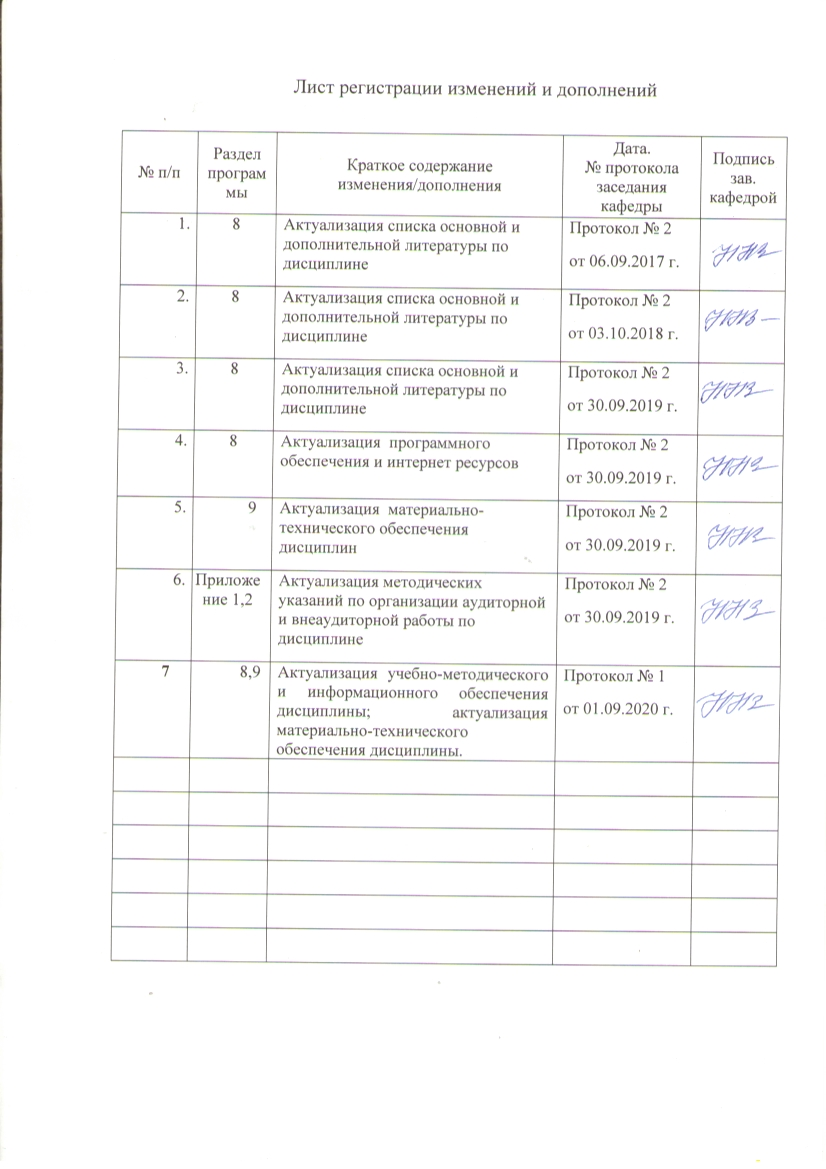 Лист регистрации изменений и дополнений
№ п/п
Раздел
програм
мы
Краткое содержание
изменения/дополнения
Дата.
№ протокола
заседания
кафедры
Подпись
зав.
кафедрой
1.
8
Актуализация списка основной и
дополнительной литературы по
дисциплине
Протокол № 2
от 06.09.2017 г.
2.
8
Актуализация списка основной и
дополнительной литературы по
дисциплине
Протокол № 2
от 03.10.2018 г.
3.
8
Актуализация списка основной и
дополнительной литературы по
дисциплине
Протокол № 2
от 30.09.2019 г.
4.
8
Актуализация программного
обеспечения и интернет ресурсов
Протокол № 2
от 30.09.2019 г.
5.
9
Актуализация материально-
технического обеспечения
дисциплин
Протокол № 2
от 30.09.2019 г.
6.
Приложе
ние 1,2
Актуализация методических
указаний по организации аудиторной
и внеаудиторной работы по
дисциплине
Протокол № 2
от 30.09.2019 г.
7
8,9
Актуализация учебно-методического
и информационного обеспечения
дисциплины; актуализация
материально-технического
обеспечения дисциплины.
Протокол № 1
от 01.09.2020 г.